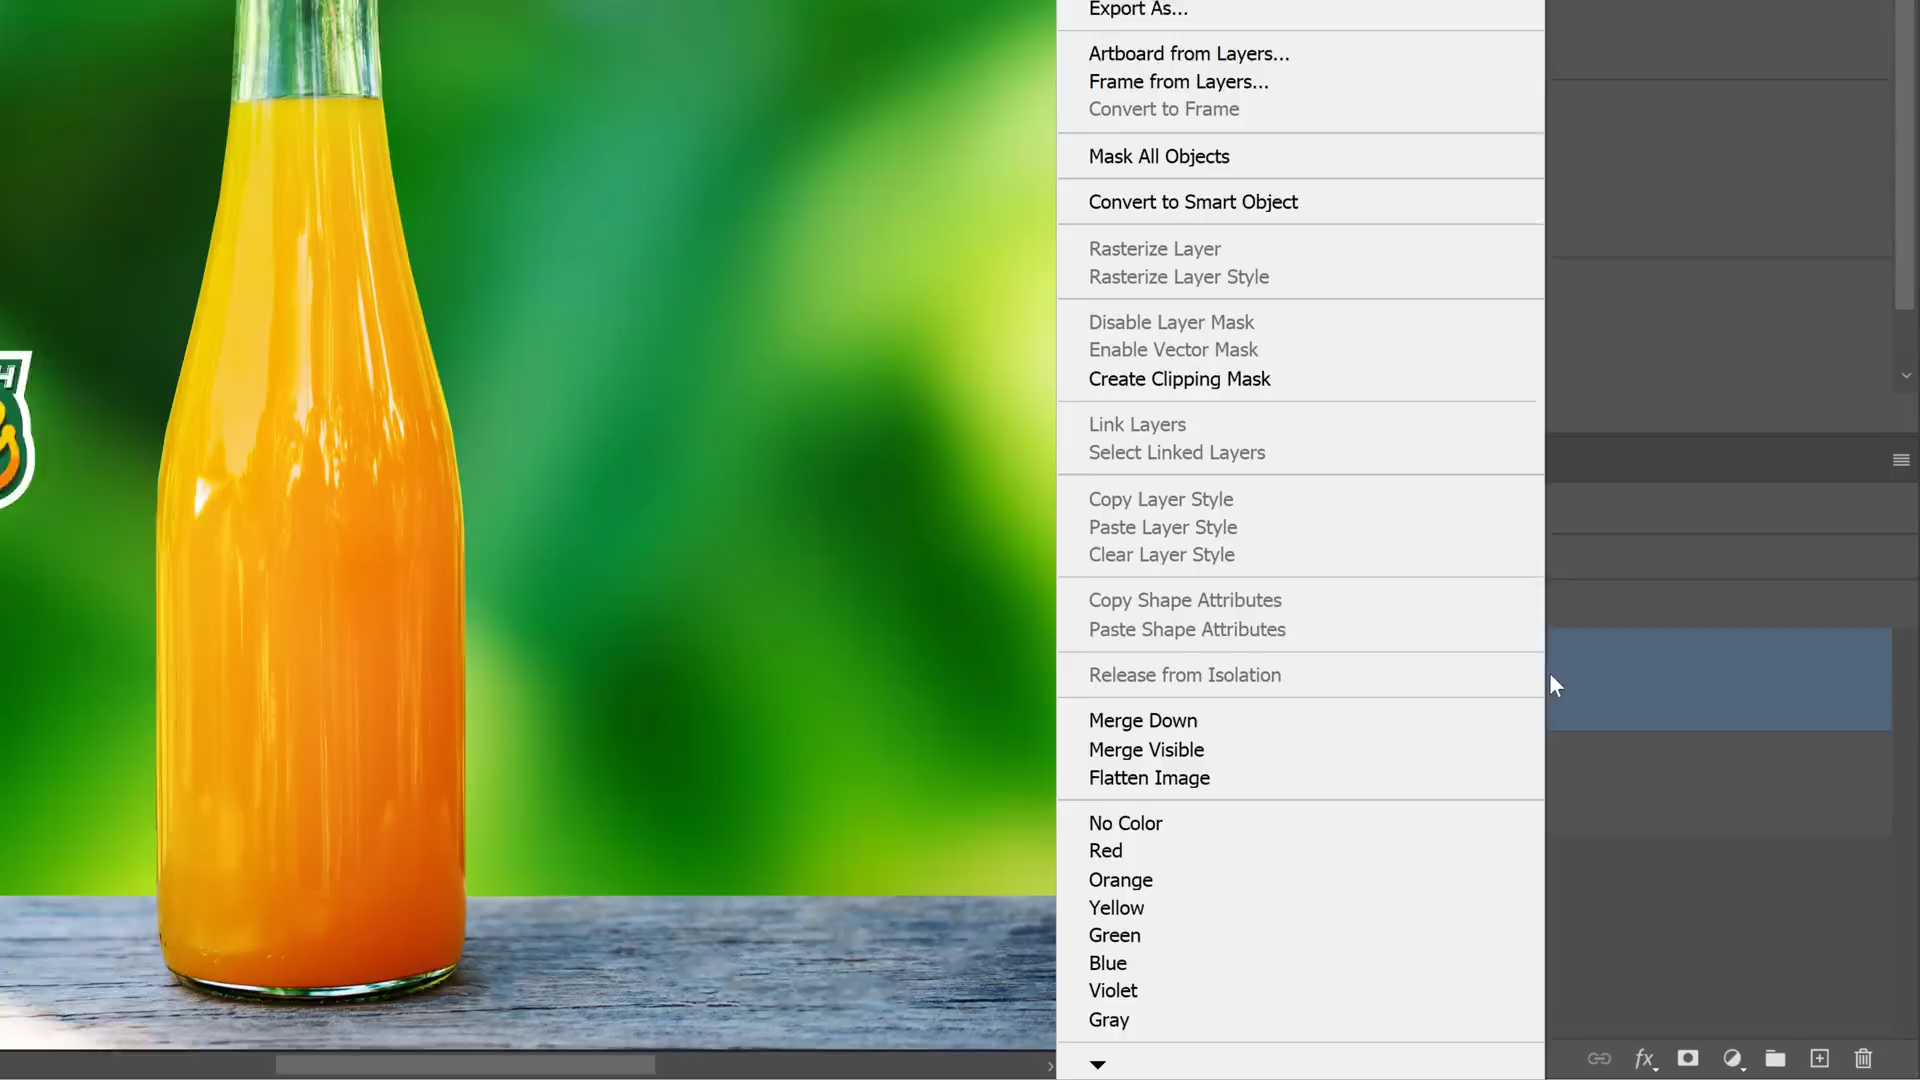 Export As...
Artboard from Layers...
Frame from Layers...
Convert to Frame
Mask All Objects
Convert to Smart Object
Rasterize Layer
Rasterize Layer Style
Disable Layer Mask
Enable Vector Mask
Create Clipping Mask
Link Layers
Select Linked Layers
Copy Layer Style
Paste Layer Style
Clear Layer Style
Copy Shape Attributes
Paste Shape Attributes
Release from Isolation
Merge Down
Merge Visible
Flatten Image
No Color
Red
Orange
Yellow
Green
Blue
Violet
Gray
fx